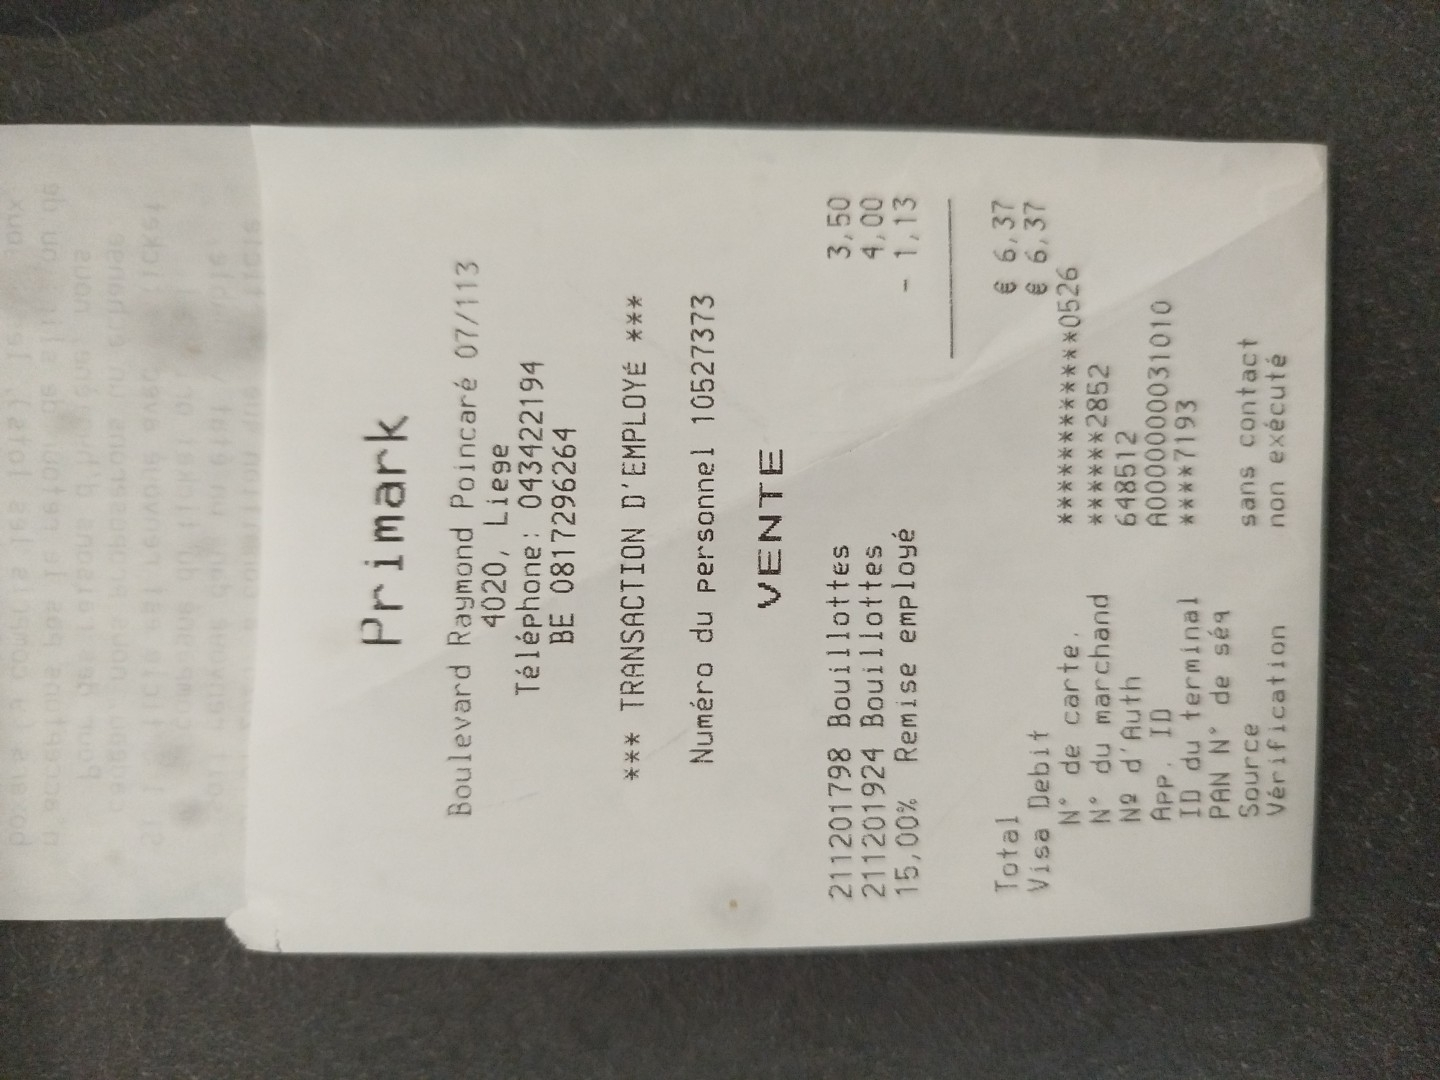 Primark
Boulevard Raymond Poincaré 07/113
4020, Liege
Téléphone: 043422194
BE 0817296264
*** TRANSACTION D'EMPLOYÉ ***
Numéro du personnel 10527373
VENTE
211201798 Bouillottes 3,50
211201924 Bouillottes 4,00
15,00% Remise employé - 1,13
Total € 6,37
Visa Debit € 6,37
N° de carte. ************0526
N° du marchand ******2852
Nº d'Auth 648512
App. ID A0000000031010
ID du terminal ****7193
PAN N° de séq
Source sans contact
Vérification non exécuté